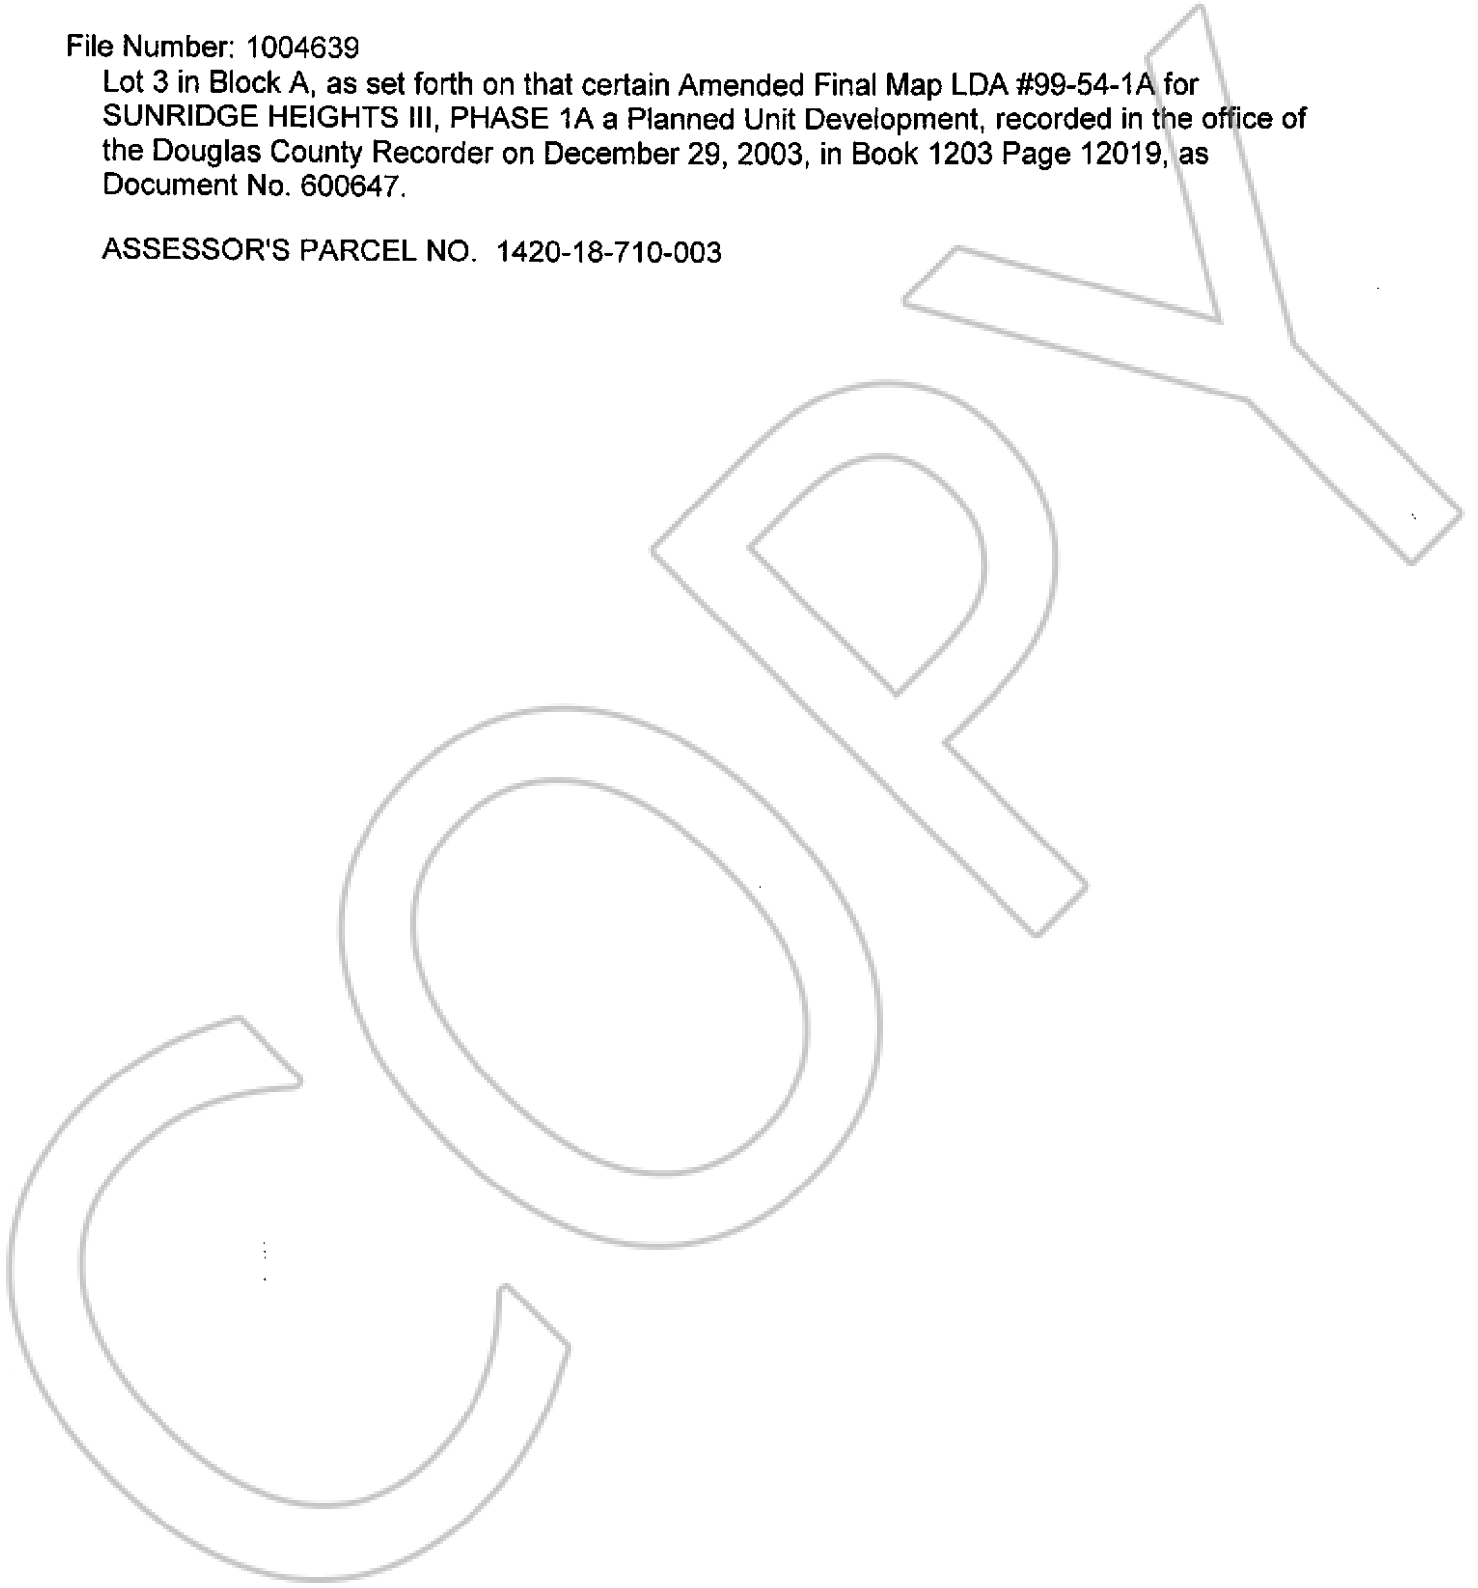 File Number: 1004639
Lot 3 in Block A, as set forth on that certain Amended Final Map LDA #99-54-1A for
SUNRIDGE HEIGHTS III, PHASE 1A a Planned Unit Development, recorded in the office of
the Douglas County Recorder on December 29, 2003, in Book 1203 Page 12019, as
Document No. 600647.
ASSESSOR'S PARCEL NO. 1420-18-710-003
COPY